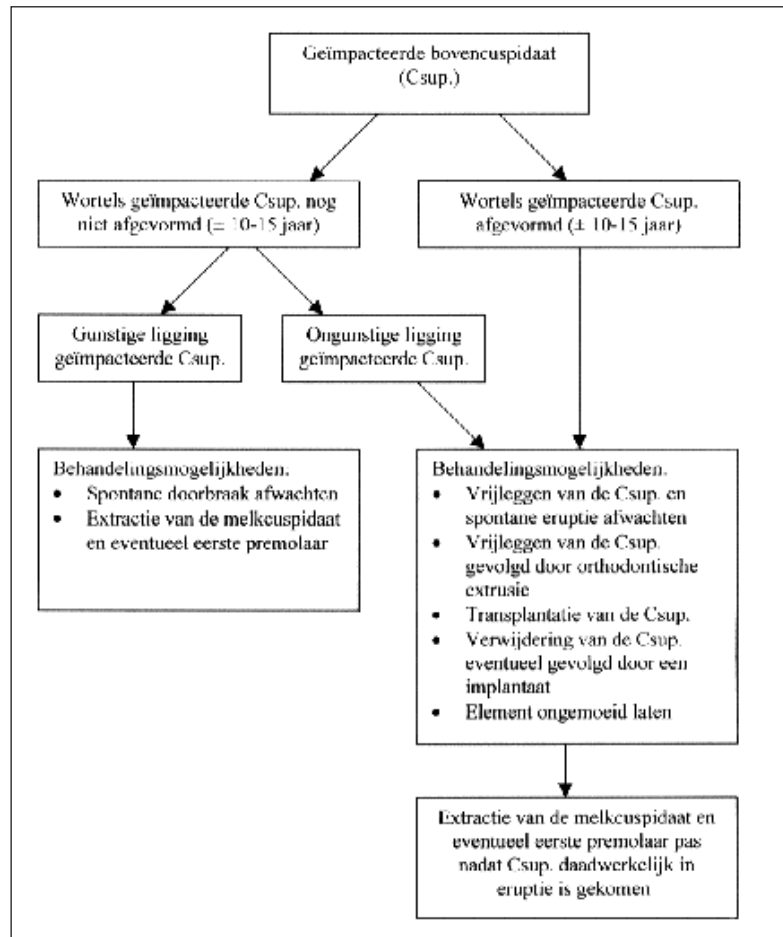 Geïmpacteerde bovencuspidaat
(Csup.)
Wortels geïmpacteerde Csup. nog
niet afgevormd (± 10-15 jaar)
Wortels geïmpacteerde Csup.
afgevormd (± 10-15 jaar)
Gunstige ligging
geïmpacteerde Csup.
Ongunstige ligging
geïmpacteerde Csup.
Behandelingsmogelijkheden:
• Spontane doorbraak afwachten
• Extractie van de melkcuspidaat
en eventueel eerste premolaar
Behandelingsmogelijkheden:
• Vrijleggen van de Csup. en
spontane eruptie afwachten
• Vrijleggen van de Csup.
gevolgd door orthodontische
extrusie
• Transplantatie van de Csup.
• Verwijdering van de Csup.
eventueel gevolgd door een
implantaat
• Element ongemoeid laten
Extractie van de melkcuspidaat en
eventueel eerste premolaar pas
nadat Csup. daadwerkelijk in
eruptie is gekomen